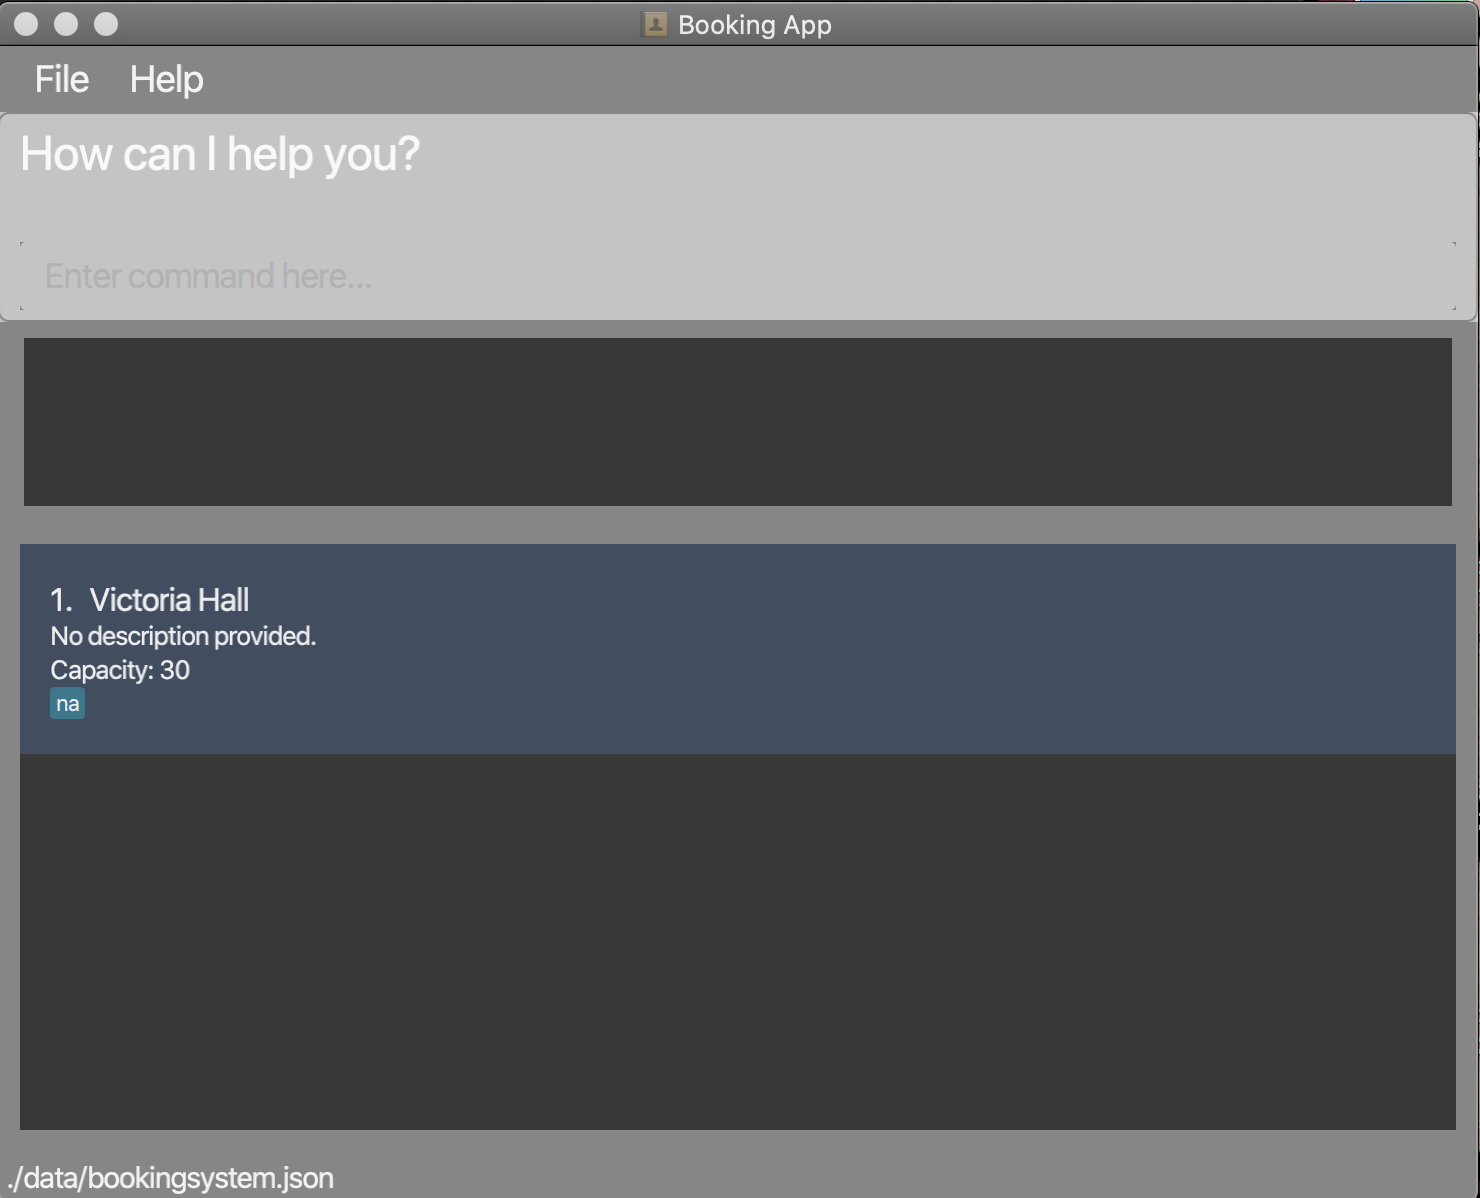 Booking App
File Help
How can I help you?
Enter command here...
1. Victoria Hall
No description provided.
Capacity: 30
na
./data/bookingsystem.json